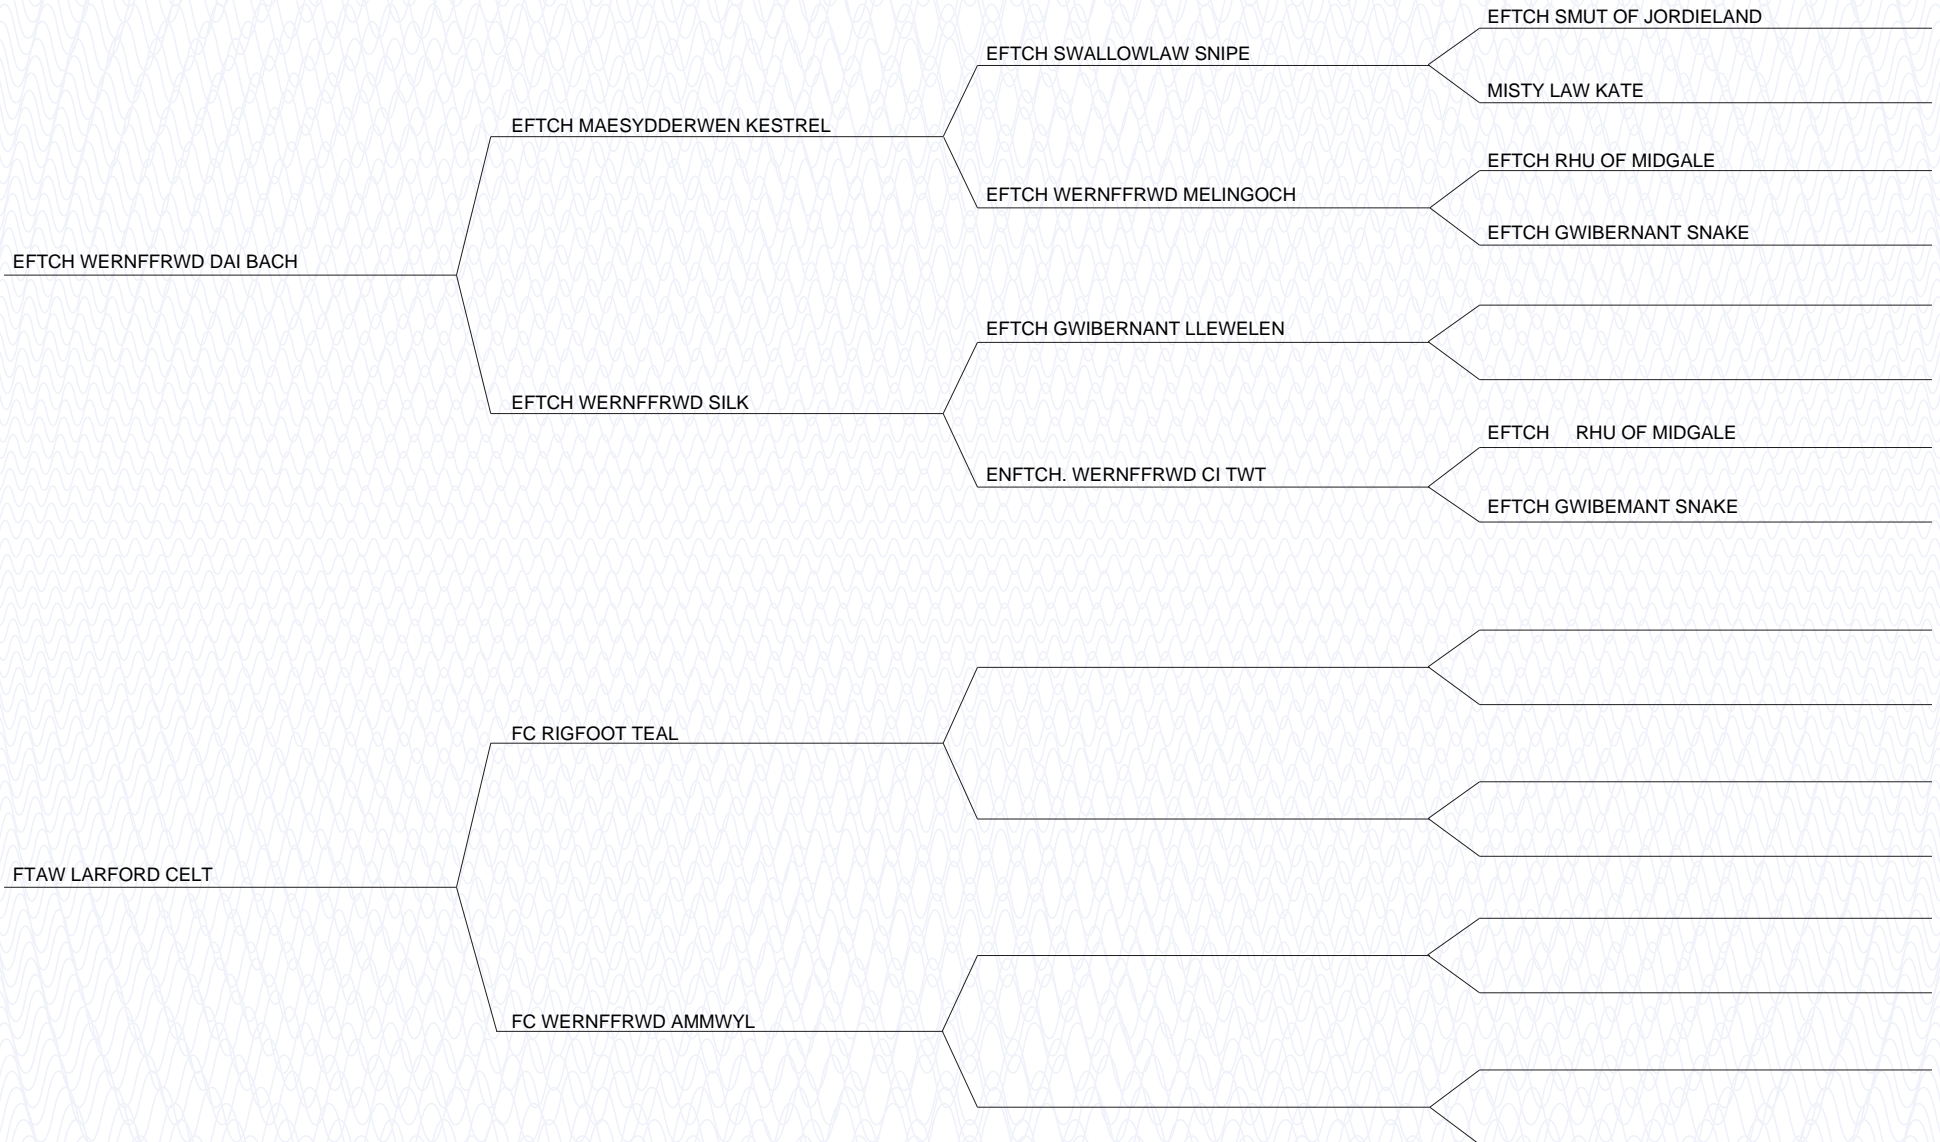 EFTCH SMUT OF JORDIELAND
EFTCH SWALLOWLAW SNIPE
MISTY LAW KATE
EFTCH MAESYDDERWEN KESTREL
EFTCH RHU OF MIDGALE
EFTCH WERNFFRWD MELINGOCH
EFTCH GWIBERNANT SNAKE
EFTCH WERNFFRWD DAI BACH
EFTCH GWIBERNANT LLEWELEN
EFTCH WERNFFRWD SILK
EFTCH RHU OF MIDGALE
ENFTCH. WERNFFRWD CI TWT
EFTCH GWIBEMANT SNAKE
FC RIGFOOT TEAL
FTAW LARFORD CELT
FC WERNFFRWD AMMWYL